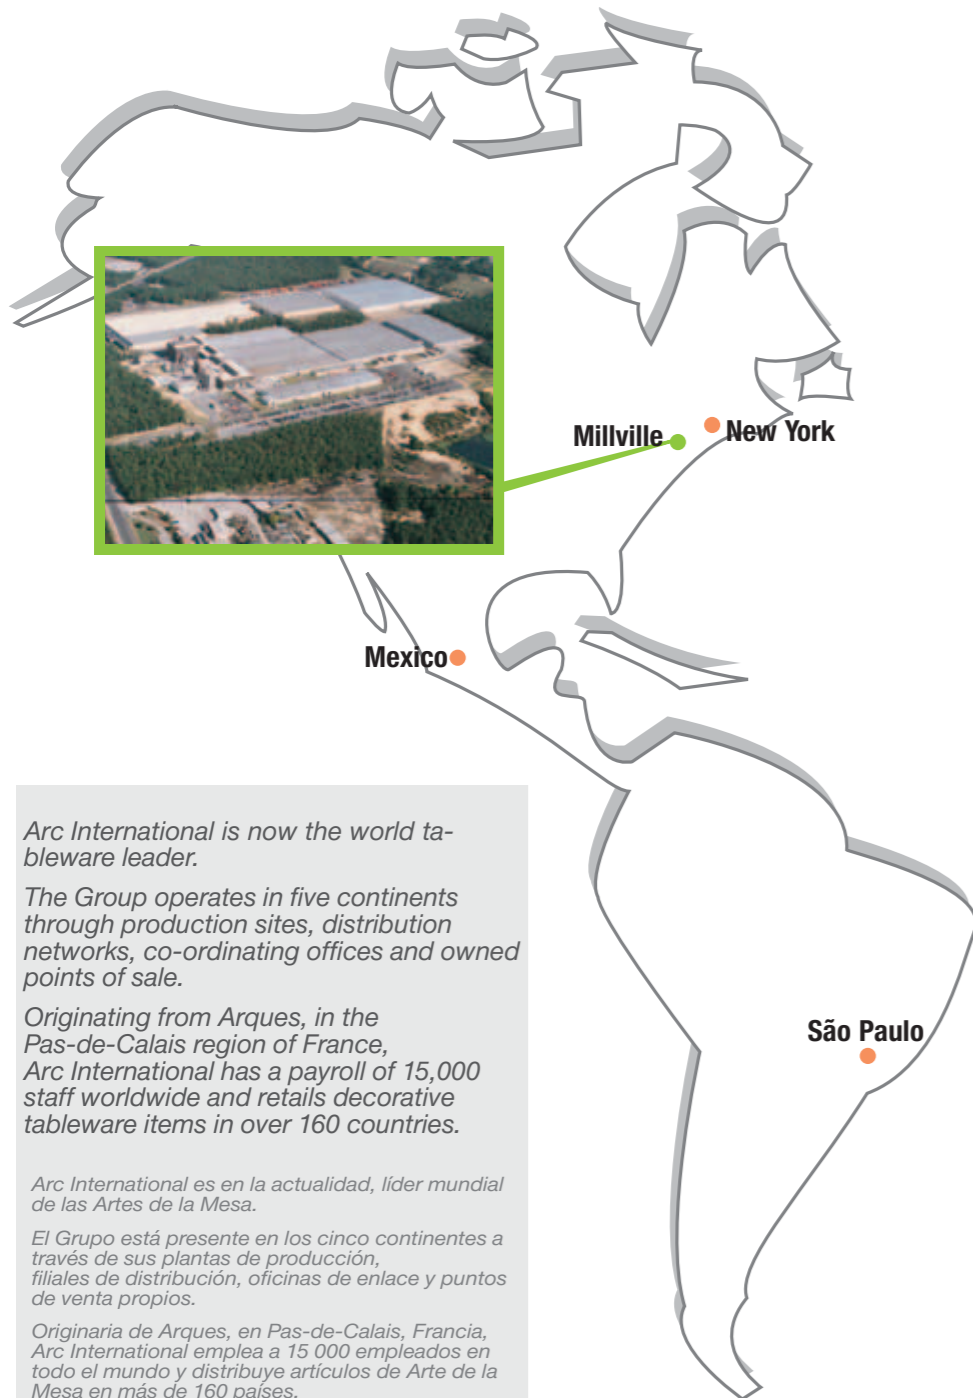 Millville
New York
Mexico
São Paulo
Arc International is now the world ta-
bleware leader.
The Group operates in five continents
through production sites, distribution
networks, co-ordinating offices and owned
points of sale.
Originating from Arques, in the
Pas-de-Calais region of France,
Arc International has a payroll of 15,000
staff worldwide and retails decorative
tableware items in over 160 countries.
Arc International es en la actualidad, líder mundial
de las Artes de la Mesa.
El Grupo está presente en los cinco continentes a
través de sus plantas de producción,
filiales de distribución, oficinas de enlace y puntos
de venta propios.
Originaria de Arques, en Pas-de-Calais, Francia,
Arc International emplea a 15 000 empleados en
todo el mundo y distribuye artículos de Arte de la
Mesa en más de 160 países.